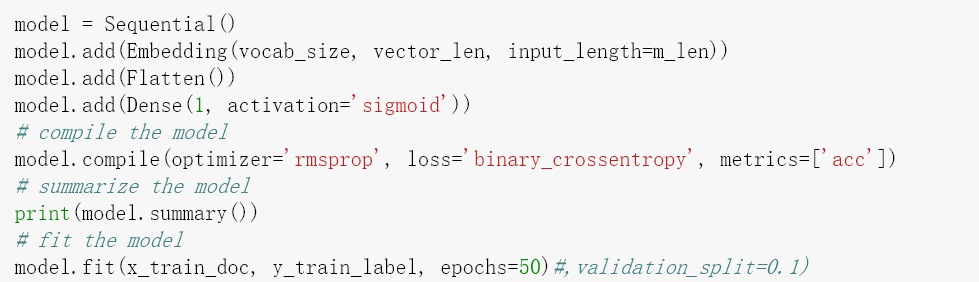 model = Sequential()
model.add(Embedding(vocab_size, vector_len, input_length=m_len))
model.add(Flatten())
model.add(Dense(1, activation='sigmoid'))
# compile the model
model.compile(optimizer='rmsprop', loss='binary_crossentropy', metrics=['acc'])
# summarize the model
print(model.summary())
# fit the model
model.fit(x_train_doc, y_train_label, epochs=50)#,validation_split=0.1)